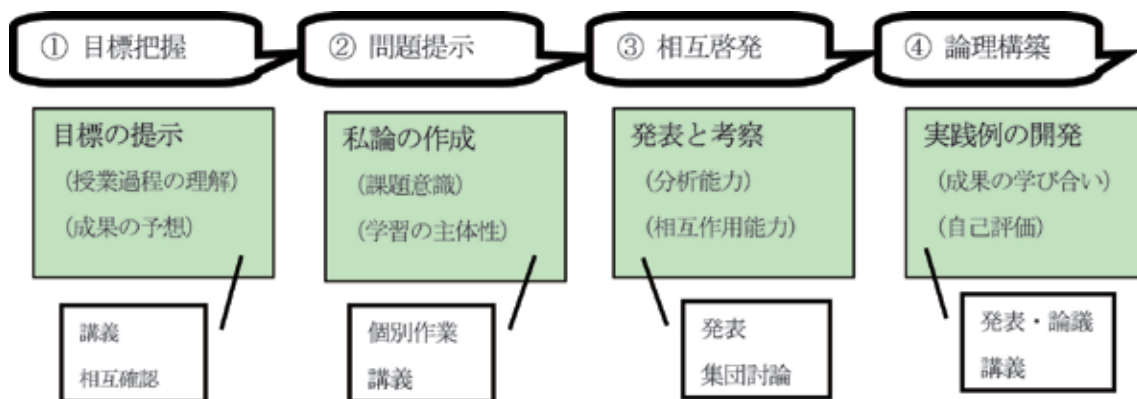 ① 目標把握
② 問題提示
③ 相互啓発
④ 論理構築
目標の提示
(授業過程の理解)
(成果の予想)
私論の作成
(課題意識)
(学習の主体性)
発表と考察
(分析能力)
(相互作用能力)
実践例の開発
(成果の学び合い)
(自己評価)
講義
相互確認
個別作業
講義
発表
集団討論
発表・論議
講義